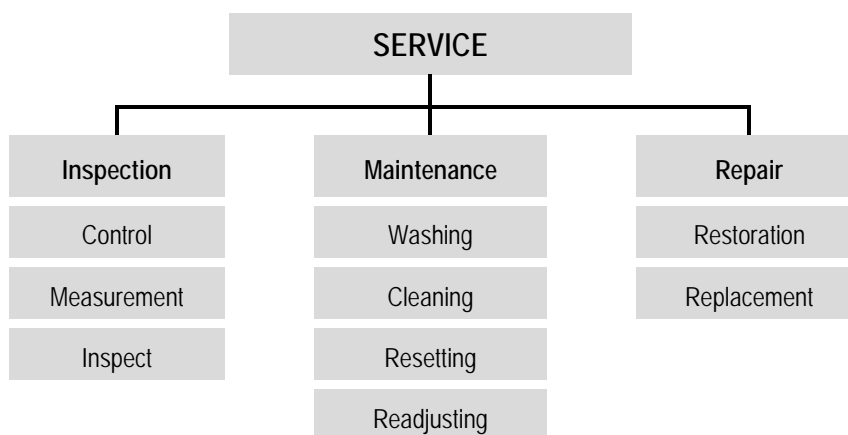 SERVICE
Inspection
Maintenance
Repair
Control
Washing
Restoration
Measurement
Cleaning
Replacement
Inspect
Resetting
Readjusting